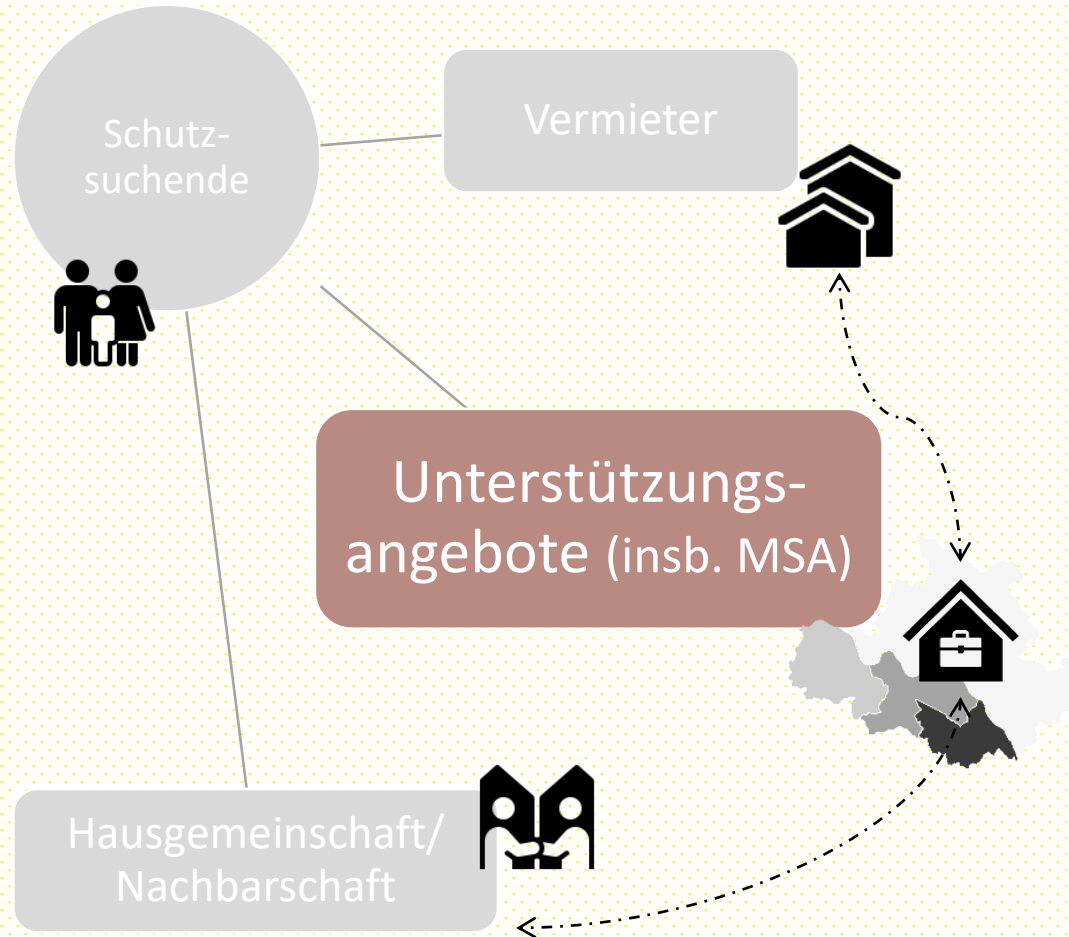 Schutz-
suchende
Vermieter
Unterstützungs-
angebote (insb. MSA)
Hausgemeinschaft/
Nachbarschaft